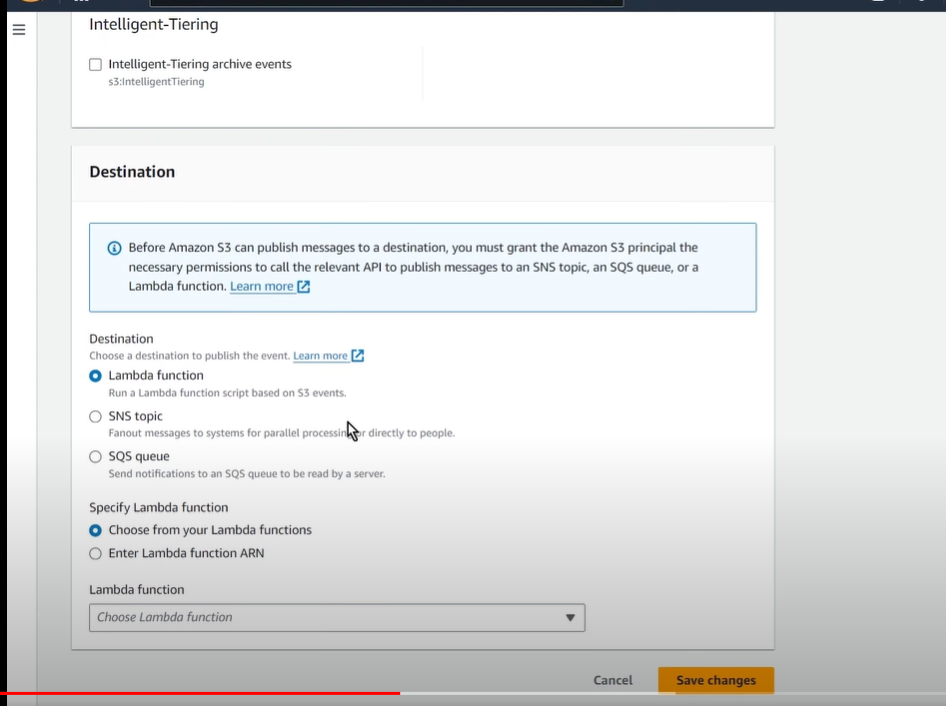 Intelligent-Tiering
Intelligent-Tiering archive events
s3:IntelligentTiering
Destination
Before Amazon S3 can publish messages to a destination, you must grant the Amazon S3 principal the
necessary permissions to call the relevant API to publish messages to an SNS topic, an SQS queue, or a
Lambda function. Learn more
Destination
Choose a destination to publish the event. Learn more
Lambda function
Run a Lambda function script based on S3 events.
SNS topic
Fanout messages to systems for parallel processing or directly to people.
SQS queue
Send notifications to an SQS queue to be read by a server.
Specify Lambda function
Choose from your Lambda functions
Enter Lambda function ARN
Lambda function
Choose Lambda function
Cancel
Save changes